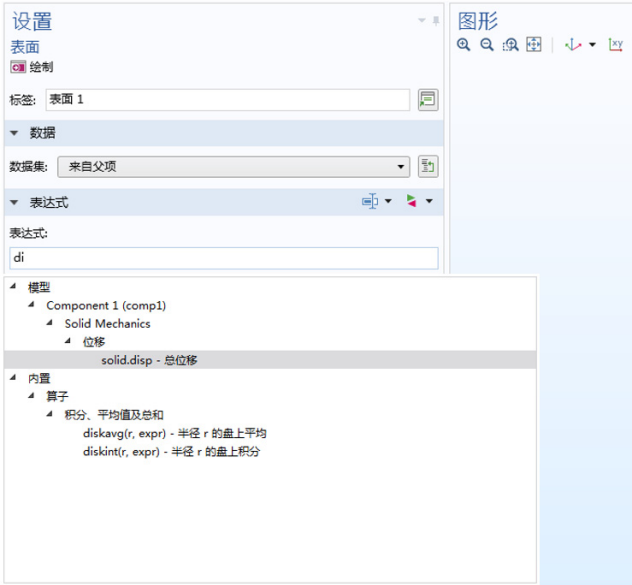 设置
表面
绘制
标签: 表面 1
数据
数据集: 来自父项
表达式
表达式:
di
模型
Component 1 (comp1)
Solid Mechanics
位移
solid.disp - 总位移
内置
算子
积分、平均值及总和
diskavg(r, expr) - 半径 r 的盘上平均
diskint(r, expr) - 半径 r 的盘上积分
图形
xy